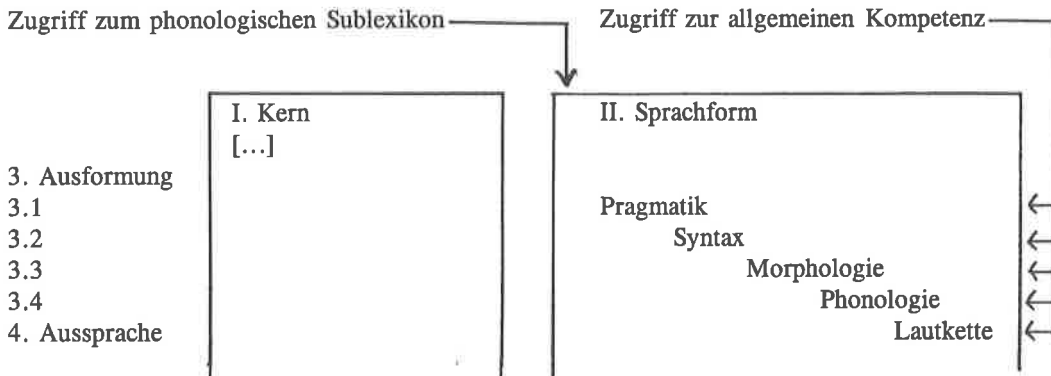 Zugriff zum phonologischen Sublexikon Zugriff zur allgemeinen Kompetenz
I. Kern II. Sprachform
[...]
3. Ausformung
3.1 Pragmatik
3.2 Syntax
3.3 Morphologie
3.4 Phonologie
4. Aussprache Lautkette